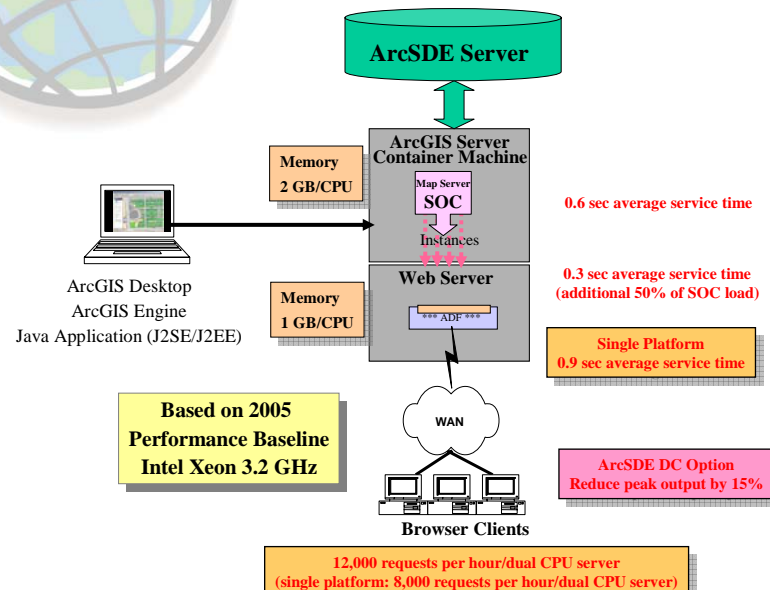 ArcSDE Server
ArcGIS Server
Container Machine
Memory
2 GB/CPU
Map Server
SOC
Instances
0.6 sec average service time
ArcGIS Desktop
ArcGIS Engine
Java Application (J2SE/J2EE)
Web Server
Memory
1 GB/CPU
*** ADF ***
0.3 sec average service time
(additional 50% of SOC load)
Single Platform
0.9 sec average service time
Based on 2005
Performance Baseline
Intel Xeon 3.2 GHz
WAN
ArcSDE DC Option
Reduce peak output by 15%
Browser Clients
12,000 requests per hour/dual CPU server
(single platform: 8,000 requests per hour/dual CPU server)